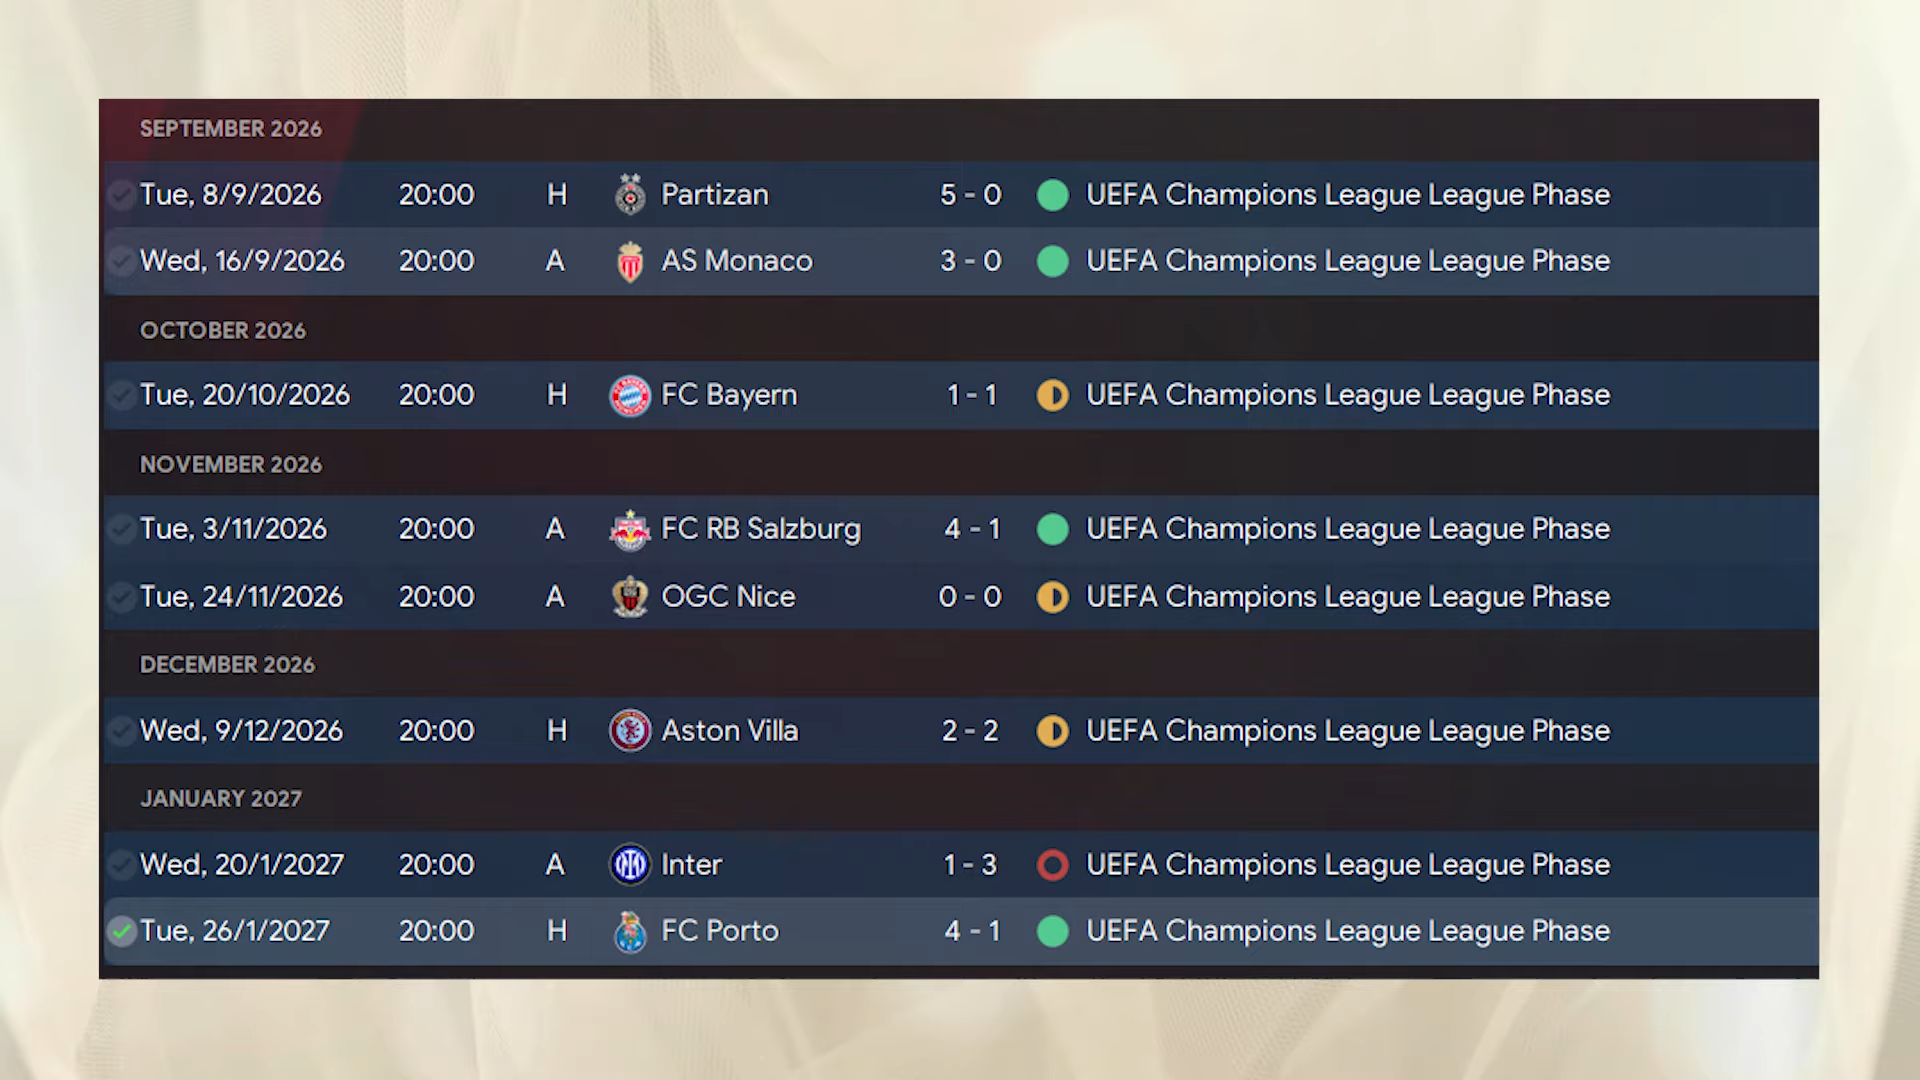 SEPTEMBER 2026
Tue, 8/9/2026 20:00 H Partizan 5 - 0 UEFA Champions League League Phase
Wed, 16/9/2026 20:00 A AS Monaco 3 - 0 UEFA Champions League League Phase
OCTOBER 2026
Tue, 20/10/2026 20:00 H FC Bayern 1 - 1 UEFA Champions League League Phase
NOVEMBER 2026
Tue, 3/11/2026 20:00 A FC RB Salzburg 4 - 1 UEFA Champions League League Phase
Tue, 24/11/2026 20:00 A OGC Nice 0 - 0 UEFA Champions League League Phase
DECEMBER 2026
Wed, 9/12/2026 20:00 H Aston Villa 2 - 2 UEFA Champions League League Phase
JANUARY 2027
Wed, 20/1/2027 20:00 A Inter 1 - 3 UEFA Champions League League Phase
Tue, 26/1/2027 20:00 H FC Porto 4 - 1 UEFA Champions League League Phase